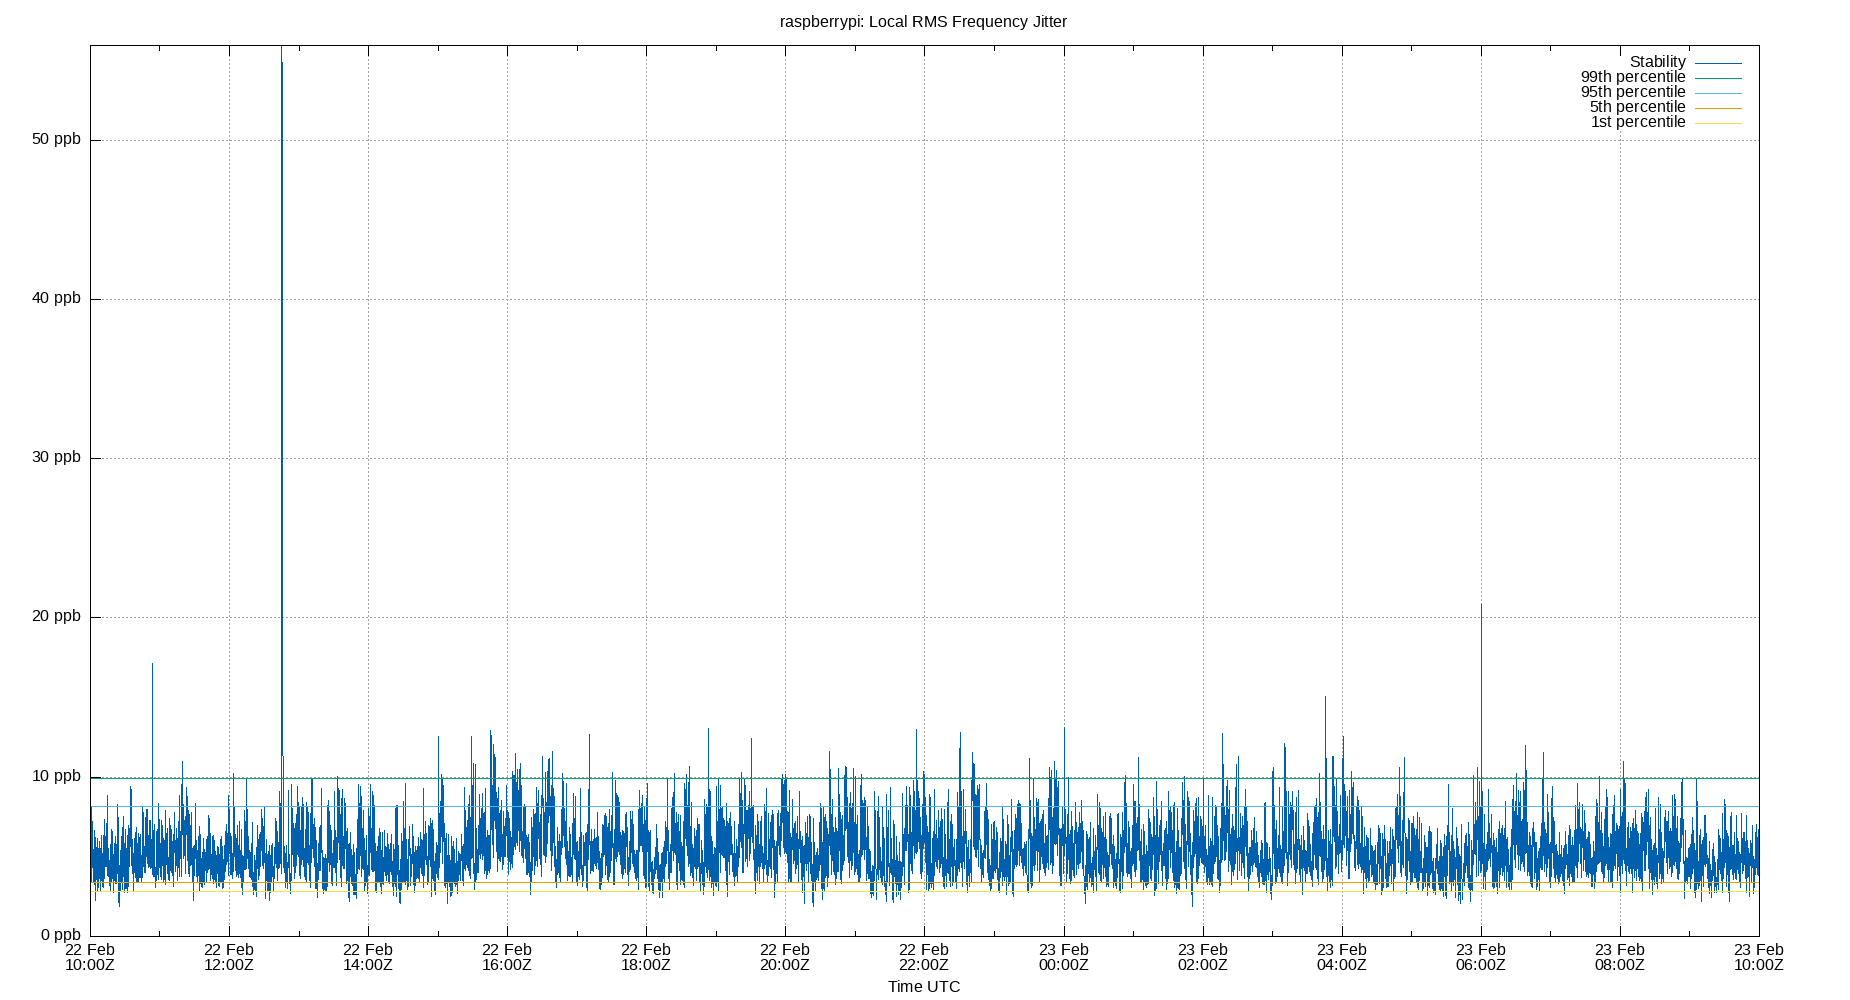 raspberrypi: Local RMS Frequency Jitter
Stability
99th percentile
95th percentile
5th percentile
1st percentile
50 ppb
40 ppb
30 ppb
20 ppb
10 ppb
0 ppb
22 Feb 22 Feb 22 Feb 22 Feb 22 Feb 22 Feb 22 Feb 23 Feb 23 Feb 23 Feb 23 Feb 23 Feb 23 Feb
10:00Z 12:00Z 14:00Z 16:00Z 18:00Z 20:00Z 22:00Z 00:00Z 02:00Z 04:00Z 06:00Z 08:00Z 10:00Z
Time UTC